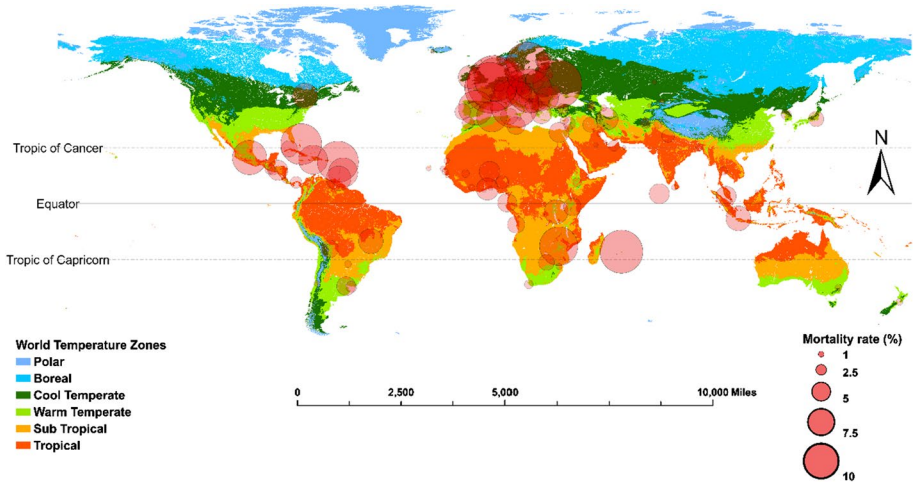 N
Tropic of Cancer
Equator
Tropic of Capricorn
World Temperature Zones
Polar
Boreal
Cool Temperate
Warm Temperate
Sub Tropical
Tropical
0 2,500 5,000 10,000 Miles
Mortality rate (%)
1
2.5
5
7.5
10